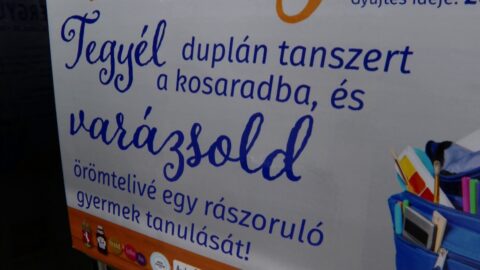 Gyűjtés ideje:
Tegyél duplán tanszert
a kosaradba, és
varázsold
örömtelivé egy rászoruló
gyermek tanulását!